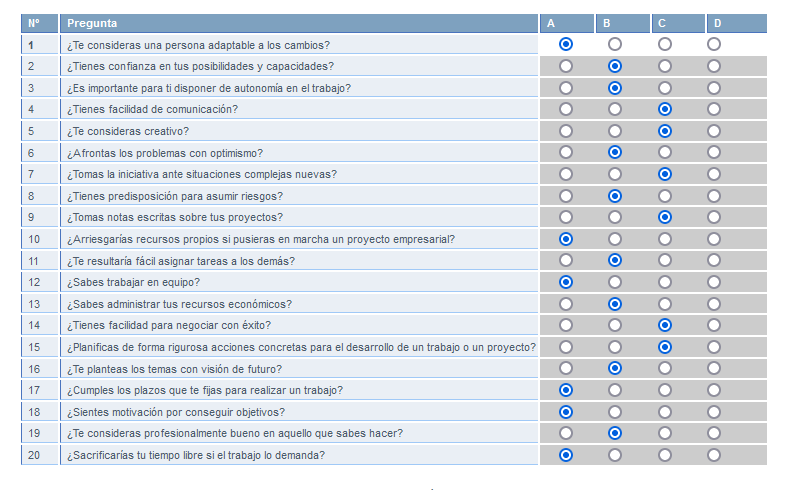 Nº Pregunta A B C D
1 ¿Te consideras una persona adaptable a los cambios?
2 ¿Tienes confianza en tus posibilidades y capacidades?
3 ¿Es importante para ti disponer de autonomía en el trabajo?
4 ¿Tienes facilidad de comunicación?
5 ¿Te consideras creativo?
6 ¿Afrontas los problemas con optimismo?
7 ¿Tomas la iniciativa ante situaciones complejas nuevas?
8 ¿Tienes predisposición para asumir riesgos?
9 ¿Tomas notas escritas sobre tus proyectos?
10 ¿Arriesgarías recursos propios si pusieras en marcha un proyecto empresarial?
11 ¿Te resultaría fácil asignar tareas a los demás?
12 ¿Sabes trabajar en equipo?
13 ¿Sabes administrar tus recursos económicos?
14 ¿Tienes facilidad para negociar con éxito?
15 ¿Planificas de forma rigurosa acciones concretas para el desarrollo de un trabajo o un proyecto?
16 ¿Te planteas los temas con visión de futuro?
17 ¿Cumples los plazos que te fijas para realizar un trabajo?
18 ¿Sientes motivación por conseguir objetivos?
19 ¿Te consideras profesionalmente bueno en aquello que sabes hacer?
20 ¿Sacrificarías tu tiempo libre si el trabajo lo demanda?